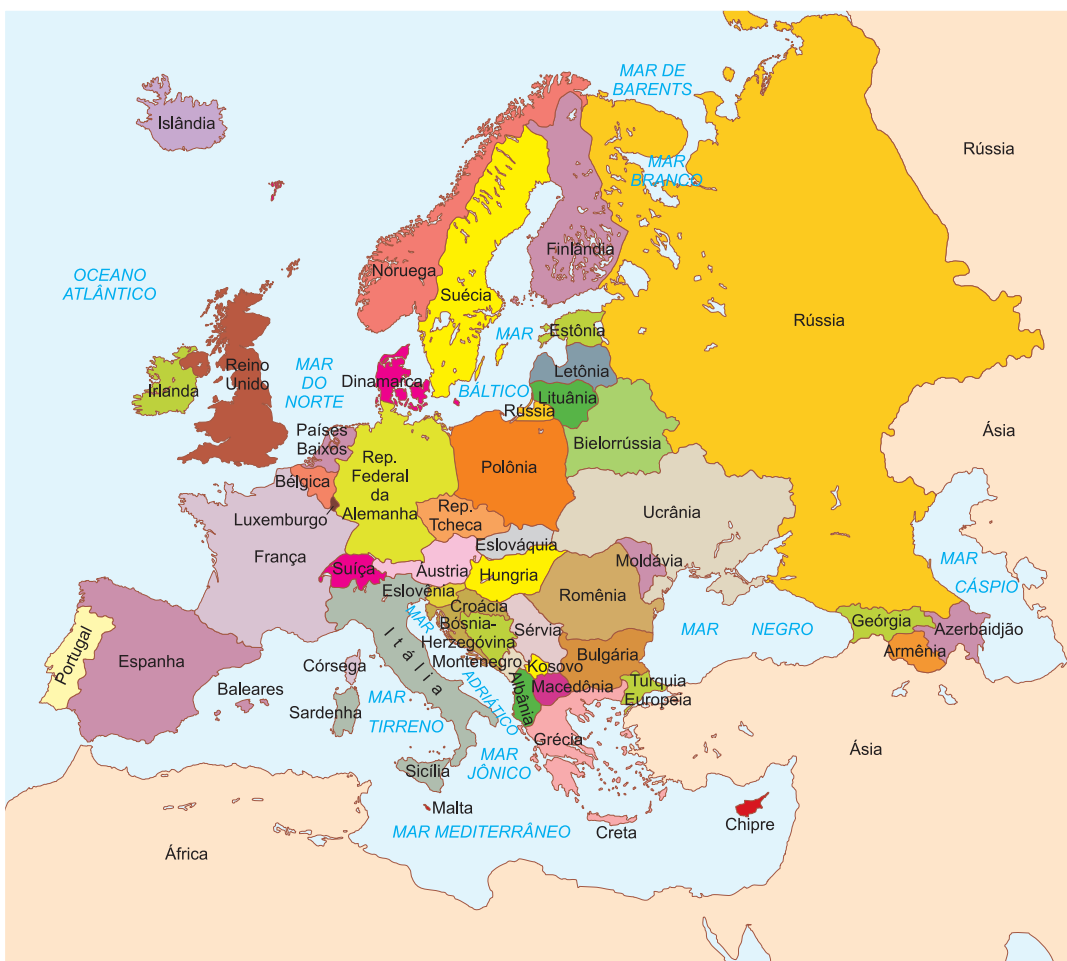 MAR DE
BARENTS
Islândia
Rússia
MAR
BRANCO
Finlândia
Noruega
OCEANO
ATLÂNTICO
Suécia
Rússia
MAR
Estônia
Reino
Unido
MAR
DO
NORTE
Dinamarca
Letônia
Irlanda
BÁLTICO
Lituânia
Rússia
Ásia
Países
Baixos
Bielorrússia
Rep.
Federal
da
Alemanha
Polônia
Bélgica
Rep.
Tcheca
Ucrânia
Luxemburgo
França
Eslováquia
Moldávia
MAR
CÁSPIO
Suíça
Áustria
Hungria
Eslovênia
Romênia
Croácia
MAR
Geórgia
Portugal
Bósnia-
Herzegóvina
Sérvia
MAR NEGRO
Azerbaidjão
Itália
Armênia
Espanha
Córsega
Montenegro
Kosovo
Bulgária
Baleares
MAR
TIRRENO
ADRIÁTICO
Albânia
Macedônia
Turquia
Européia
Sardenha
Grécia
Ásia
MAR
JÔNICO
Sicília
Malta
MAR MEDITERRÂNEO
Creta
Chipre
África